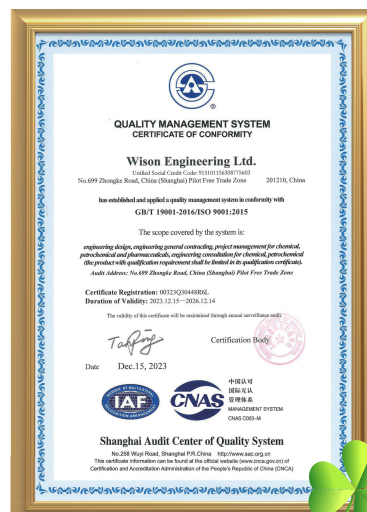 ®
QUALITY MANAGEMENT SYSTEM
CERTIFICATE OF CONFORMITY
Wison Engineering Ltd.
Unified Social Credit Code: 913101156308775603
No.699 Zhongke Road, China (Shanghai) Pilot Free Trade Zone 201210, China
has established and applied a quality management system in conformity with
GB/T 19001-2016/ISO 9001:2015
The scope covered by the system is:
engineering design, engineering general contracting, project management for chemical,
petrochemical and pharmaceuticals, engineering consultation for chemical, petrochemical
(the product with qualification requirement shall be limited in its qualification certificate).
Audit Address: No.699 Zhongke Road, China (Shanghai) Pilot Free Trade Zone
Certificate Registration: 00323Q30448R6L
Duration of Validity: 2023.12.15—2026.12.14
The validity of this certificate will be maintained through annual surveillance audit.
Certification Body
Date Dec.15, 2023
IAF
CNAS
中国认可
国际互认
管理体系
MANAGEMENT SYSTEM
CNAS C003-M
Shanghai Audit Center of Quality System
No.258 Wuyi Road, Shanghai P.R.China http://www.sac.org.cn
This certificate information can be found at the official website (www.cnca.gov.cn) of
Certification and Accreditation Administration of the People's Republic of China (CNCA)